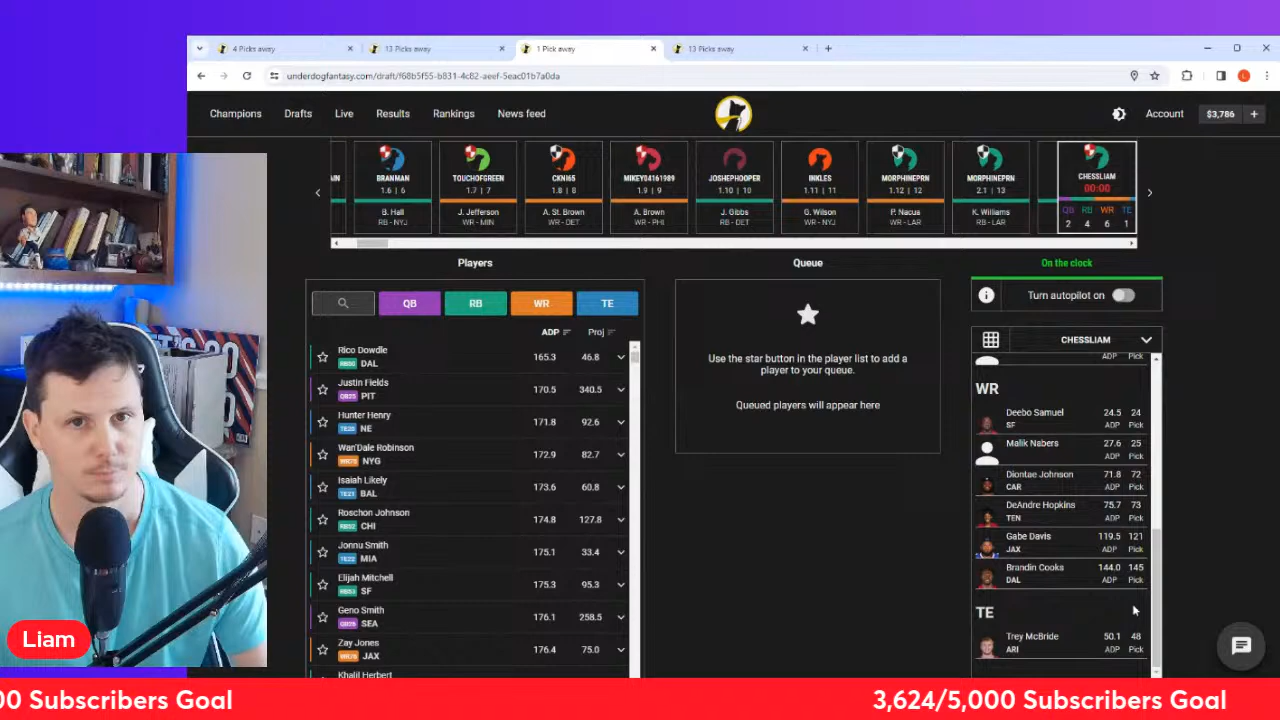 4 Picks away
13 Picks away
1 Pick away
13 Picks away
underdogfantasy.com/draft/f68b5f55-b831-4c82-aeef-5eac01b7a0da
Champions Drafts Live Results Rankings News feed
Account $3,786 +
BRANMAN
1.6 | 6
B. Hall
RB - NYJ
TOUCHOFGREEN
1.7 | 7
J. Jefferson
WR - MIN
CKN165
1.8 | 8
A. St. Brown
WR - DET
MIKEY04161989
1.9 | 9
A. Brown
WR - PHI
JOSHEPHOOPER
1.10 | 10
J. Gibbs
RB - DET
INKLES
1.11 | 11
G. Wilson
WR - NYJ
MORPHINEPRN
1.12 | 12
P. Nacua
WR - LAR
MORPHINEPRN
2.1 | 13
K. Williams
RB - LAR
CHESSLIAM
00:00
QB RB WR TE
2 4 6 1
Players
QB RB WR TE
ADP Proj
Rico Dowdle
DAL 165.3 46.8
Justin Fields
PIT 170.5 340.5
Hunter Henry
NE 171.8 92.6
Wan'Dale Robinson
NYG 172.9 82.7
Isaiah Likely
BAL 173.6 60.8
Roschon Johnson
CHI 174.8 127.8
Jonnu Smith
MIA 175.1 33.4
Elijah Mitchell
SF 175.3 95.3
Geno Smith
SEA 176.1 258.5
Zay Jones
JAX 176.4 75.0
Khalil Herbert
Queue
Use the star button in the player list to add a
player to your queue.
Queued players will appear here
On the clock
Turn autopilot on
CHESSLIAM
ADP Pick
WR
Deebo Samuel 24.5 24
SF ADP Pick
Malik Nabers 27.6 25
ADP Pick
Diontae Johnson 71.8 72
CAR ADP Pick
DeAndre Hopkins 75.7 73
TEN ADP Pick
Gabe Davis 119.5 121
JAX ADP Pick
Brandin Cooks 144.0 145
DAL ADP Pick
TE
Trey McBride 50.1 48
ARI ADP Pick
Liam
00 Subscribers Goal
3,624/5,000 Subscribers Goal